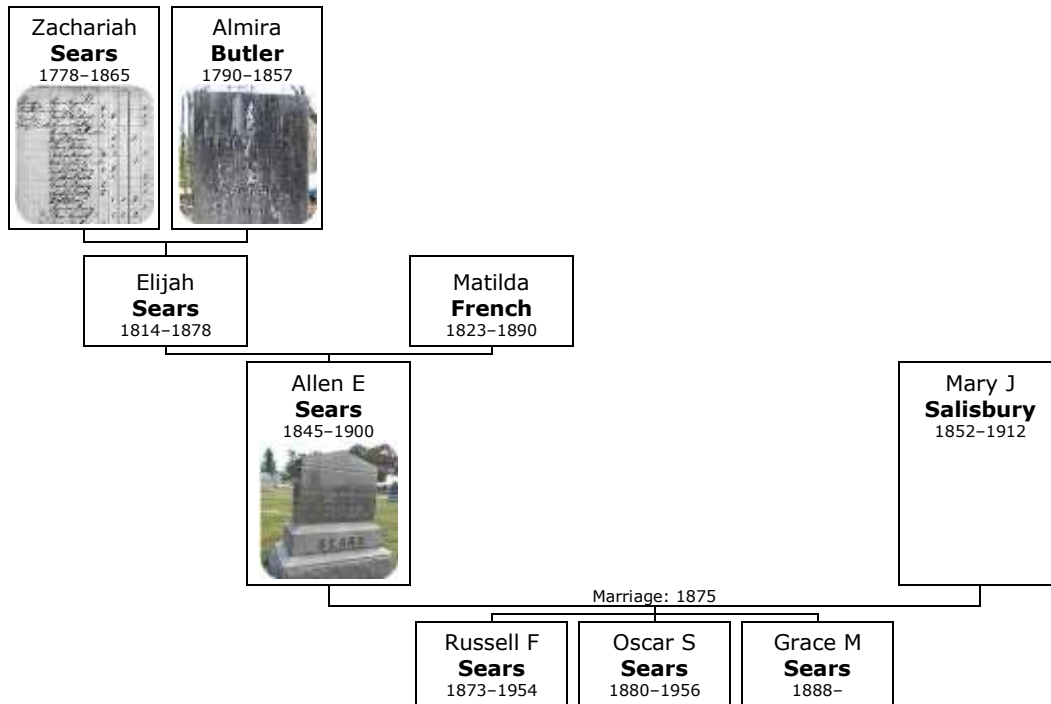 Zachariah
Sears
1778–1865
Almira
Butler
1790–1857
Elijah
Sears
1814–1878
Matilda
French
1823–1890
Allen E
Sears
1845–1900
SEARS
Mary J
Salisbury
1852–1912
Marriage: 1875
Russell F
Sears
1873–1954
Oscar S
Sears
1880–1956
Grace M
Sears
1888–